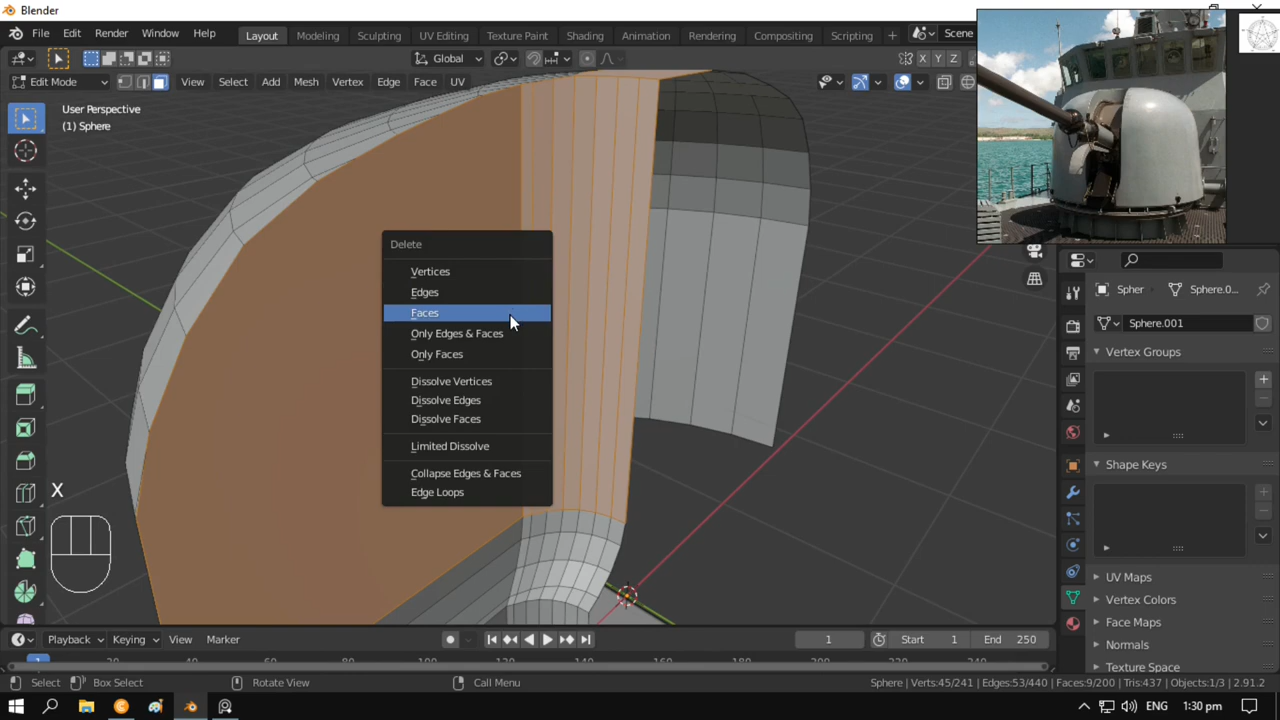 Blender
File Edit Render Window Help
Layout Modeling Sculpting UV Editing Texture Paint Shading Animation Rendering Compositing Scripting + Scene
Global X Y Z
Edit Mode View Select Add Mesh Vertex Edge Face UV
User Perspective
(1) Sphere
Delete
Vertices
Edges
Faces
Only Edges & Faces
Only Faces
Dissolve Vertices
Dissolve Edges
Dissolve Faces
Limited Dissolve
Collapse Edges & Faces
Edge Loops
X
Spher Sphere.0...
Sphere.001
Vertex Groups
Shape Keys
UV Maps
Vertex Colors
Face Maps
Normals
Texture Space
Playback Keying View Marker 1 Start 1 End 250
Select Box Select Rotate View Call Menu Sphere | Verts:45/241 | Edges:53/440 | Faces:9/200 | Tris:437 | Objects:1/3 | 2.91.2
ENG 1:30 pm